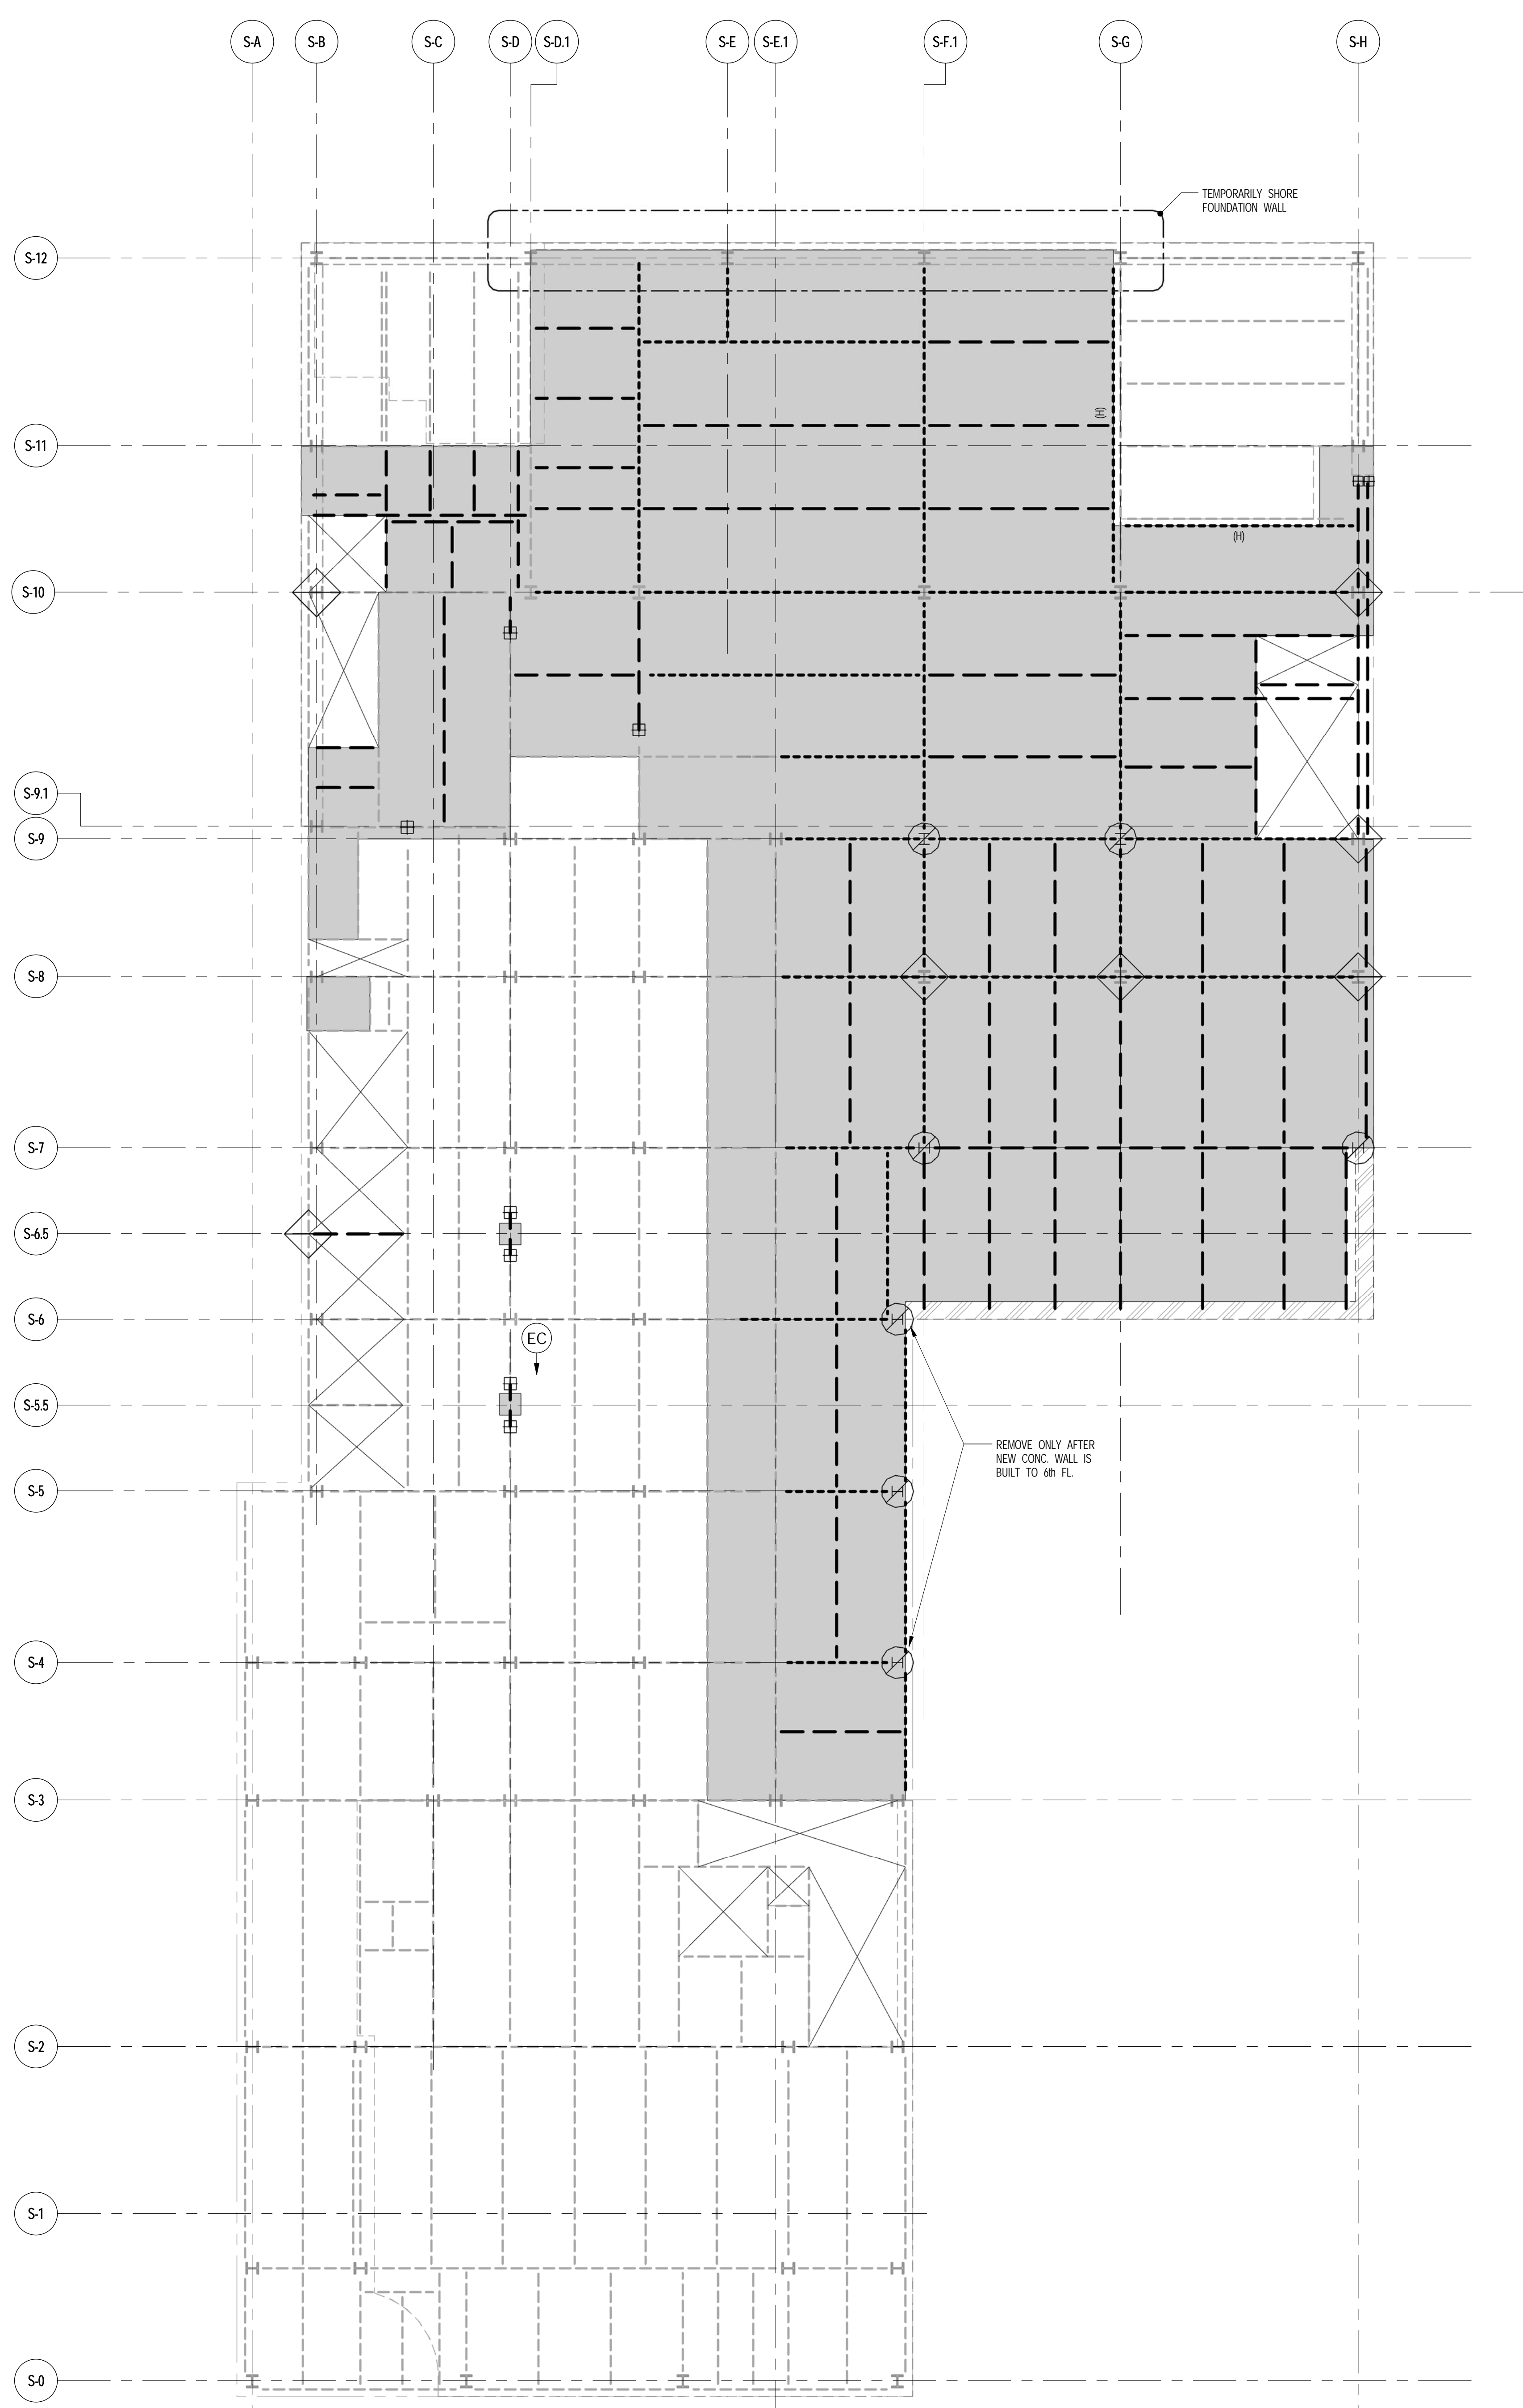 S-A
S-B
S-C
S-D
S-D.1
S-E
S-E.1
S-F.1
S-G
S-H
TEMPORARILY SHORE
FOUNDATION WALL
S-12
(H)
S-11
(H)
S-10
S-9.1
S-9
S-8
S-7
S-6.5
S-6
EC
S-5.5
REMOVE ONLY AFTER
NEW CONC. WALL IS
BUILT TO 6th FL.
S-5
S-4
S-3
S-2
S-1
S-0